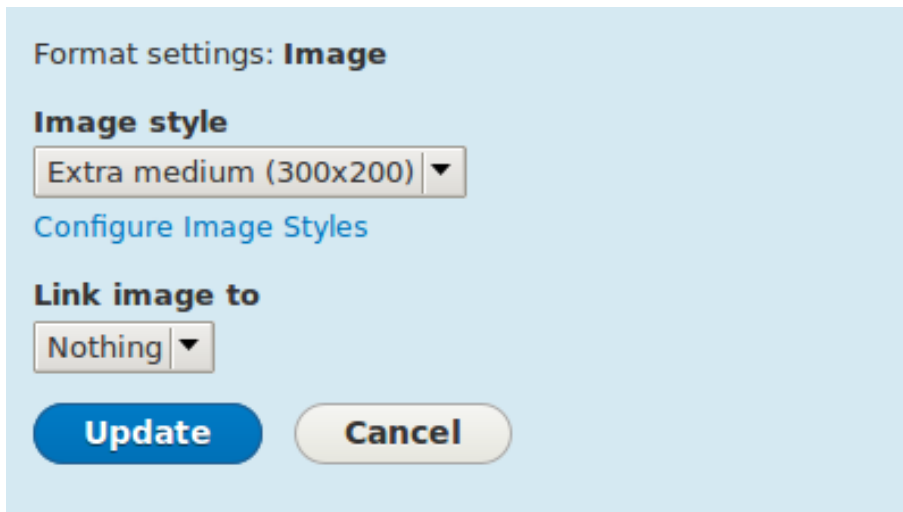 Format settings: Image
Image style
Extra medium (300x200)
Configure Image Styles
Link image to
Nothing
Update Cancel